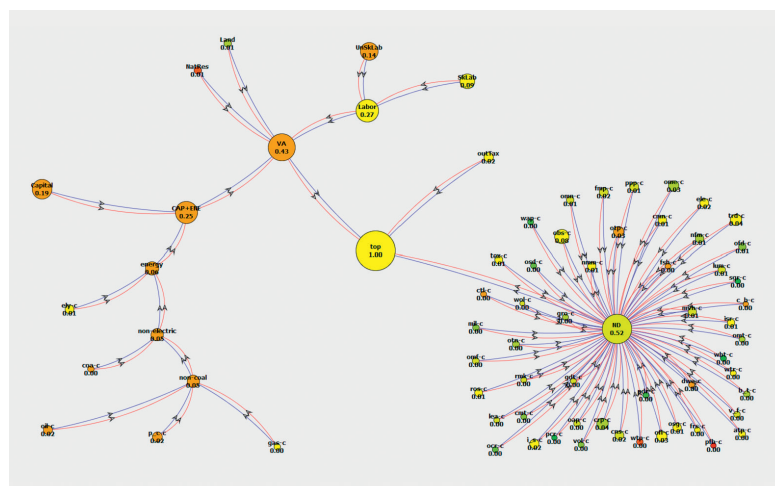 Land
0.01
NatRes
0.01
UnSkLab
0.14
SkLab
0.09
Labor
0.27
VA
0.43
outTax
0.02
Capital
0.19
CAP+ERE
0.25
top
1.00
energy
0.06
ely-c
0.01
non-electric
0.05
coa-c
0.00
non-coal
0.05
oil-c
0.02
p_c-c
0.02
gas-c
0.00
ND
0.52
omn-c
0.01
fmp-c
0.02
ppp-c
0.01
ome-c
0.03
ele-c
0.02
trd-c
0.04
wap-c
0.00
obs-c
0.08
otp-c
0.03
cmn-c
0.01
nfm-c
0.01
ofd-c
0.01
tex-c
0.01
osd-c
0.00
nmm-c
0.01
fsh-c
0.00
lum-c
0.01
sgr-c
0.00
ctl-c
0.00
wol-c
0.00
gro-c
0.00
mvh-c
0.01
c_b-c
0.00
isr-c
0.01
omt-c
0.00
mil-c
0.00
otn-c
0.00
ond-c
0.00
wht-c
0.00
wtr-c
0.00
ros-c
0.01
rmk-c
0.00
gdt-c
0.00
dwe-c
0.00
b_t-c
0.00
lea-c
0.00
cmt-c
0.00
oap-c
0.00
crp-c
0.04
v_f-c
0.00
ocr-c
0.00
i_s-c
0.02
pcr-c
0.00
vol-c
0.00
cns-c
0.02
wtp-c
0.00
ofi-c
0.03
osg-c
0.01
frs-c
0.00
pfb-c
0.00
atp-c
0.00